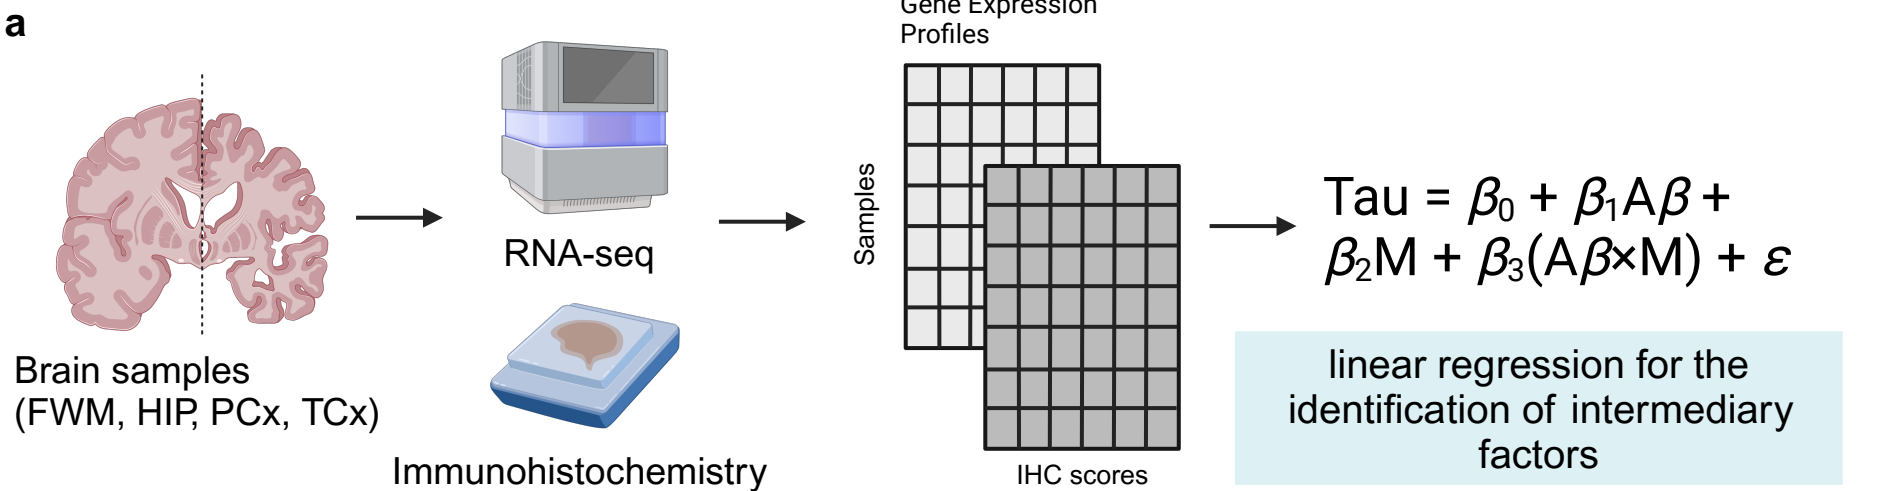 a
Brain samples
(FWM, HIP, PCx, TCx)
RNA-seq
Immunohistochemistry
Gene Expression
Profiles
Samples
IHC scores
Tau = β₀ + β₁Aβ +
β₂M + β₃(Aβ×M) + ε
linear regression for the
identification of intermediary
factors